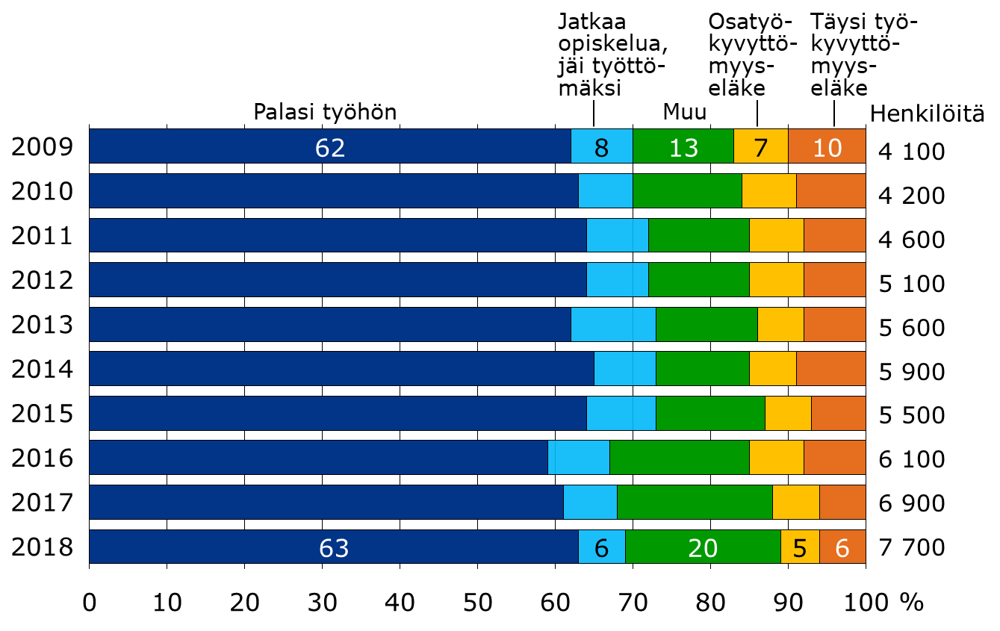 Jatkaa
opiskelua,
jäi työttö-
mäksi
Osatyö-
kyvyttö-
myys-
eläke
Täysi työ-
kyvyttö-
myys-
eläke
Palasi työhön
Muu
Henkilöitä
2009 62 8 13 7 10 4 100
2010 4 200
2011 4 600
2012 5 100
2013 5 600
2014 5 900
2015 5 500
2016 6 100
2017 6 900
2018 63 6 20 5 6 7 700
0 10 20 30 40 50 60 70 80 90 100 %